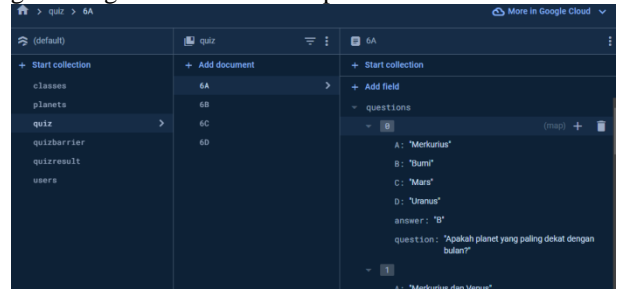 quiz > 6A
More in Google Cloud
(default)
quiz
6A
+ Start collection
+ Add document
+ Start collection
classes
planets
quiz
quizbarrier
quizresult
users
6A
6B
6C
6D
+ Add field
questions
0 (map) +
A: "Merkurius"
B: "Bumi"
C: "Mars"
D: "Uranus"
answer: "B"
question: "Apakah planet yang paling dekat dengan
bulan?"
1
A: "Merkurius dan Venus"